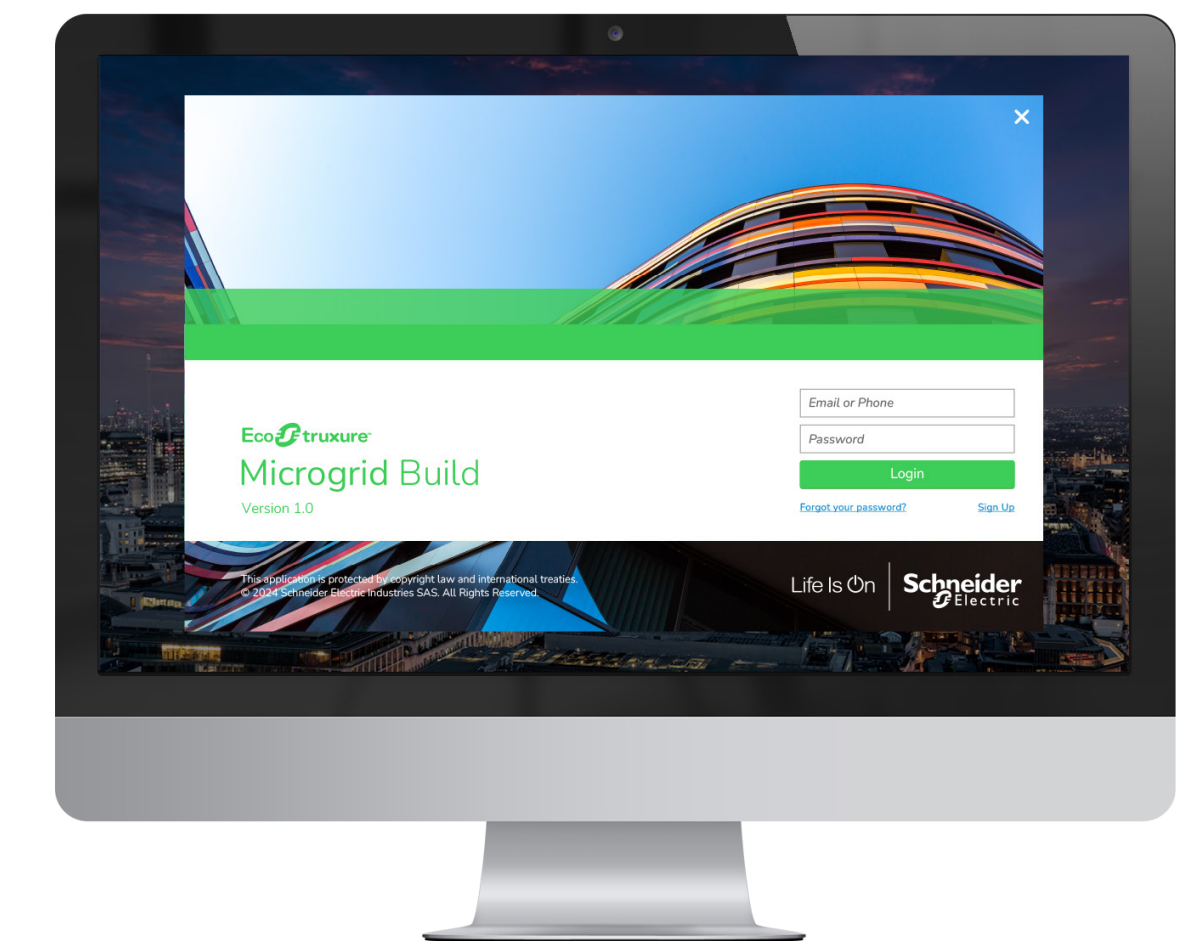 EcoStruxure™
Microgrid Build
Version 1.0
Email or Phone
Password
Login
Forgot your password?
Sign Up
This application is protected by copyright law and international treaties.
© 2024 Schneider Electric Industries SAS. All Rights Reserved.
Life Is On
Schneider
Electric